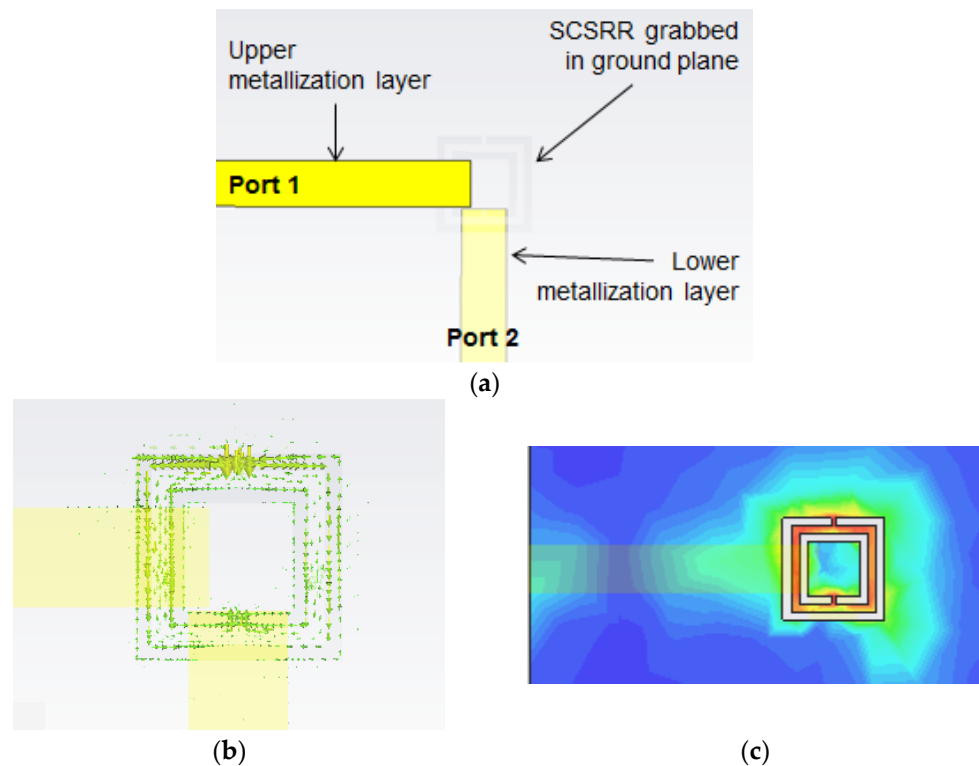 SCSRR grabbed
in ground plane
Upper
metallization layer
Port 1
Lower
metallization layer
Port 2
(a)
(b)
(c)